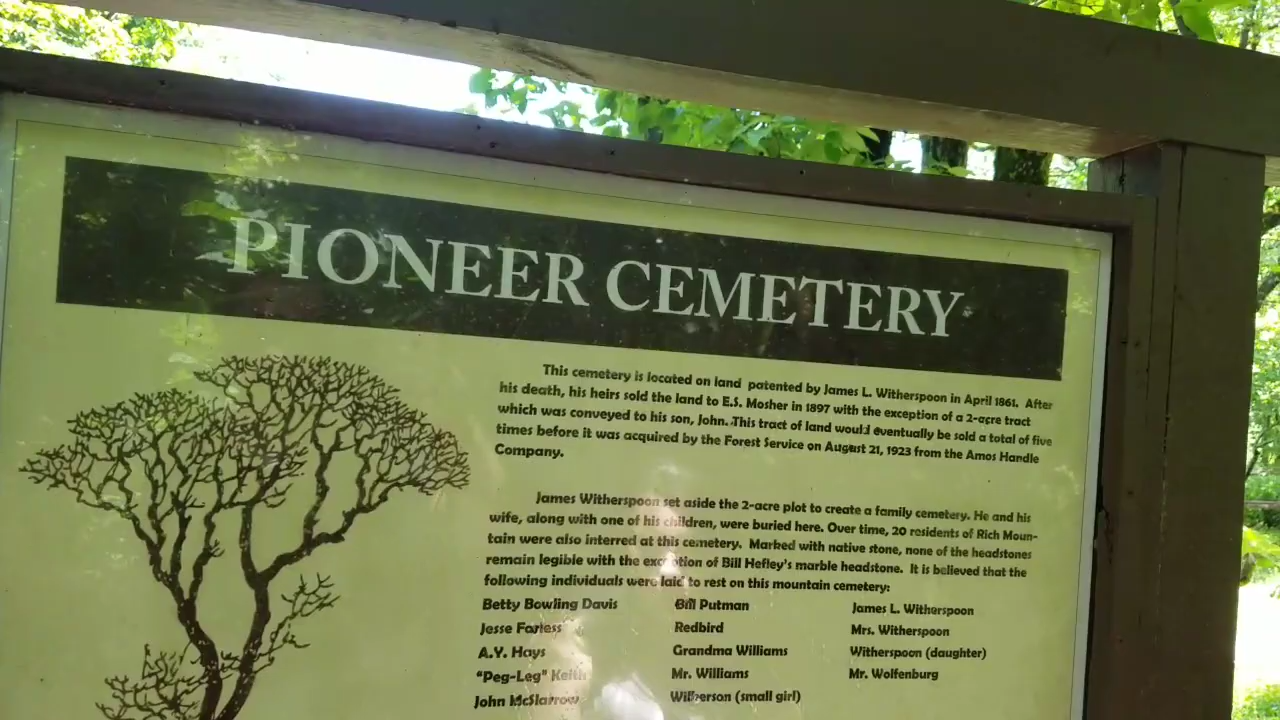 PIONEER CEMETERY
This cemetery is located on land patented by James L. Witherspoon in April 1861. After
his death, his heirs sold the land to E.S. Mosher in 1897 with the exception of a 2-acre tract
which was conveyed to his son, John. This tract of land would eventually be sold a total of five
times before it was acquired by the Forest Service on August 21, 1923 from the Amos Handle
Company.
James Witherspoon set aside the 2-acre plot to create a family cemetery. He and his
wife, along with one of his children, were buried here. Over time, 20 residents of Rich Moun-
tain were also interred at this cemetery. Marked with native stone, none of the headstones
remain legible with the exception of Bill Hefley's marble headstone. It is believed that the
following individuals were laid to rest on this mountain cemetery:
Betty Bowling Davis Bill Putman James L. Witherspoon
Jesse Redbird Mrs. Witherspoon
A.Y. Hays Grandma Williams Witherspoon (daughter)
"Peg-Leg" Keith Mr. Williams Mr. Wolfenburg
John McSlarrow Wilkerson (small girl)